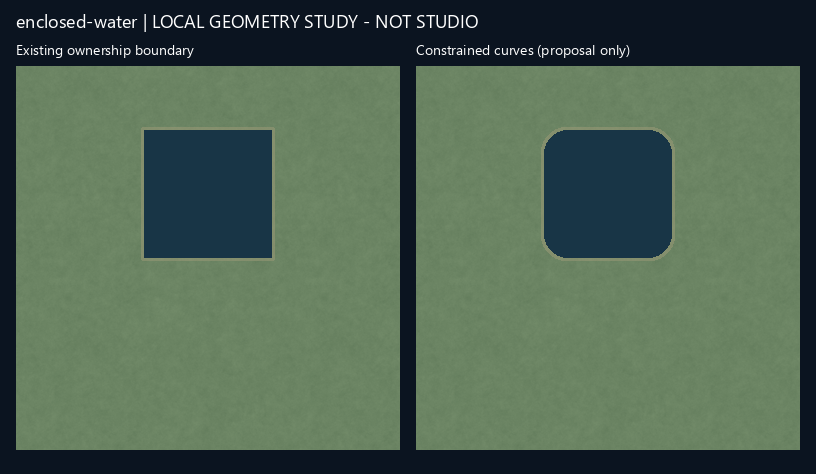 enclosed-water | LOCAL GEOMETRY STUDY - NOT STUDIO
Existing ownership boundary
Constrained curves (proposal only)